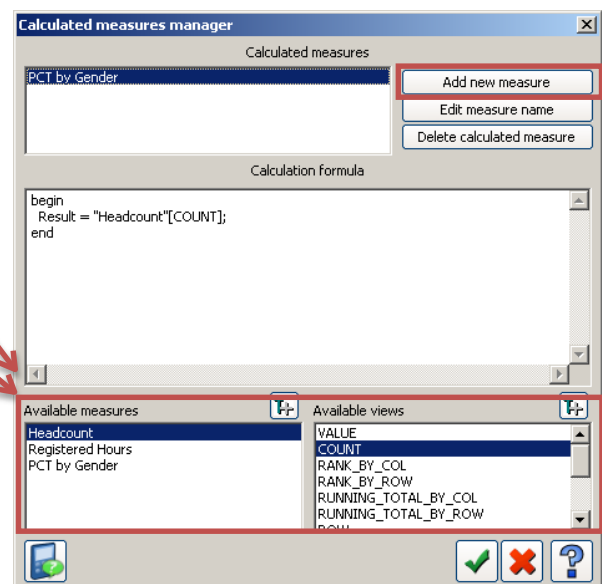 Calculated measures manager
Calculated measures
PCT by Gender
Add new measure
Edit measure name
Delete calculated measure
Calculation formula
begin
Result = "Headcount"[COUNT];
end
Available measures
Available views
Headcount
Registered Hours
PCT by Gender
VALUE
COUNT
RANK_BY_COL
RANK_BY_ROW
RUNNING_TOTAL_BY_COL
RUNNING_TOTAL_BY_ROW